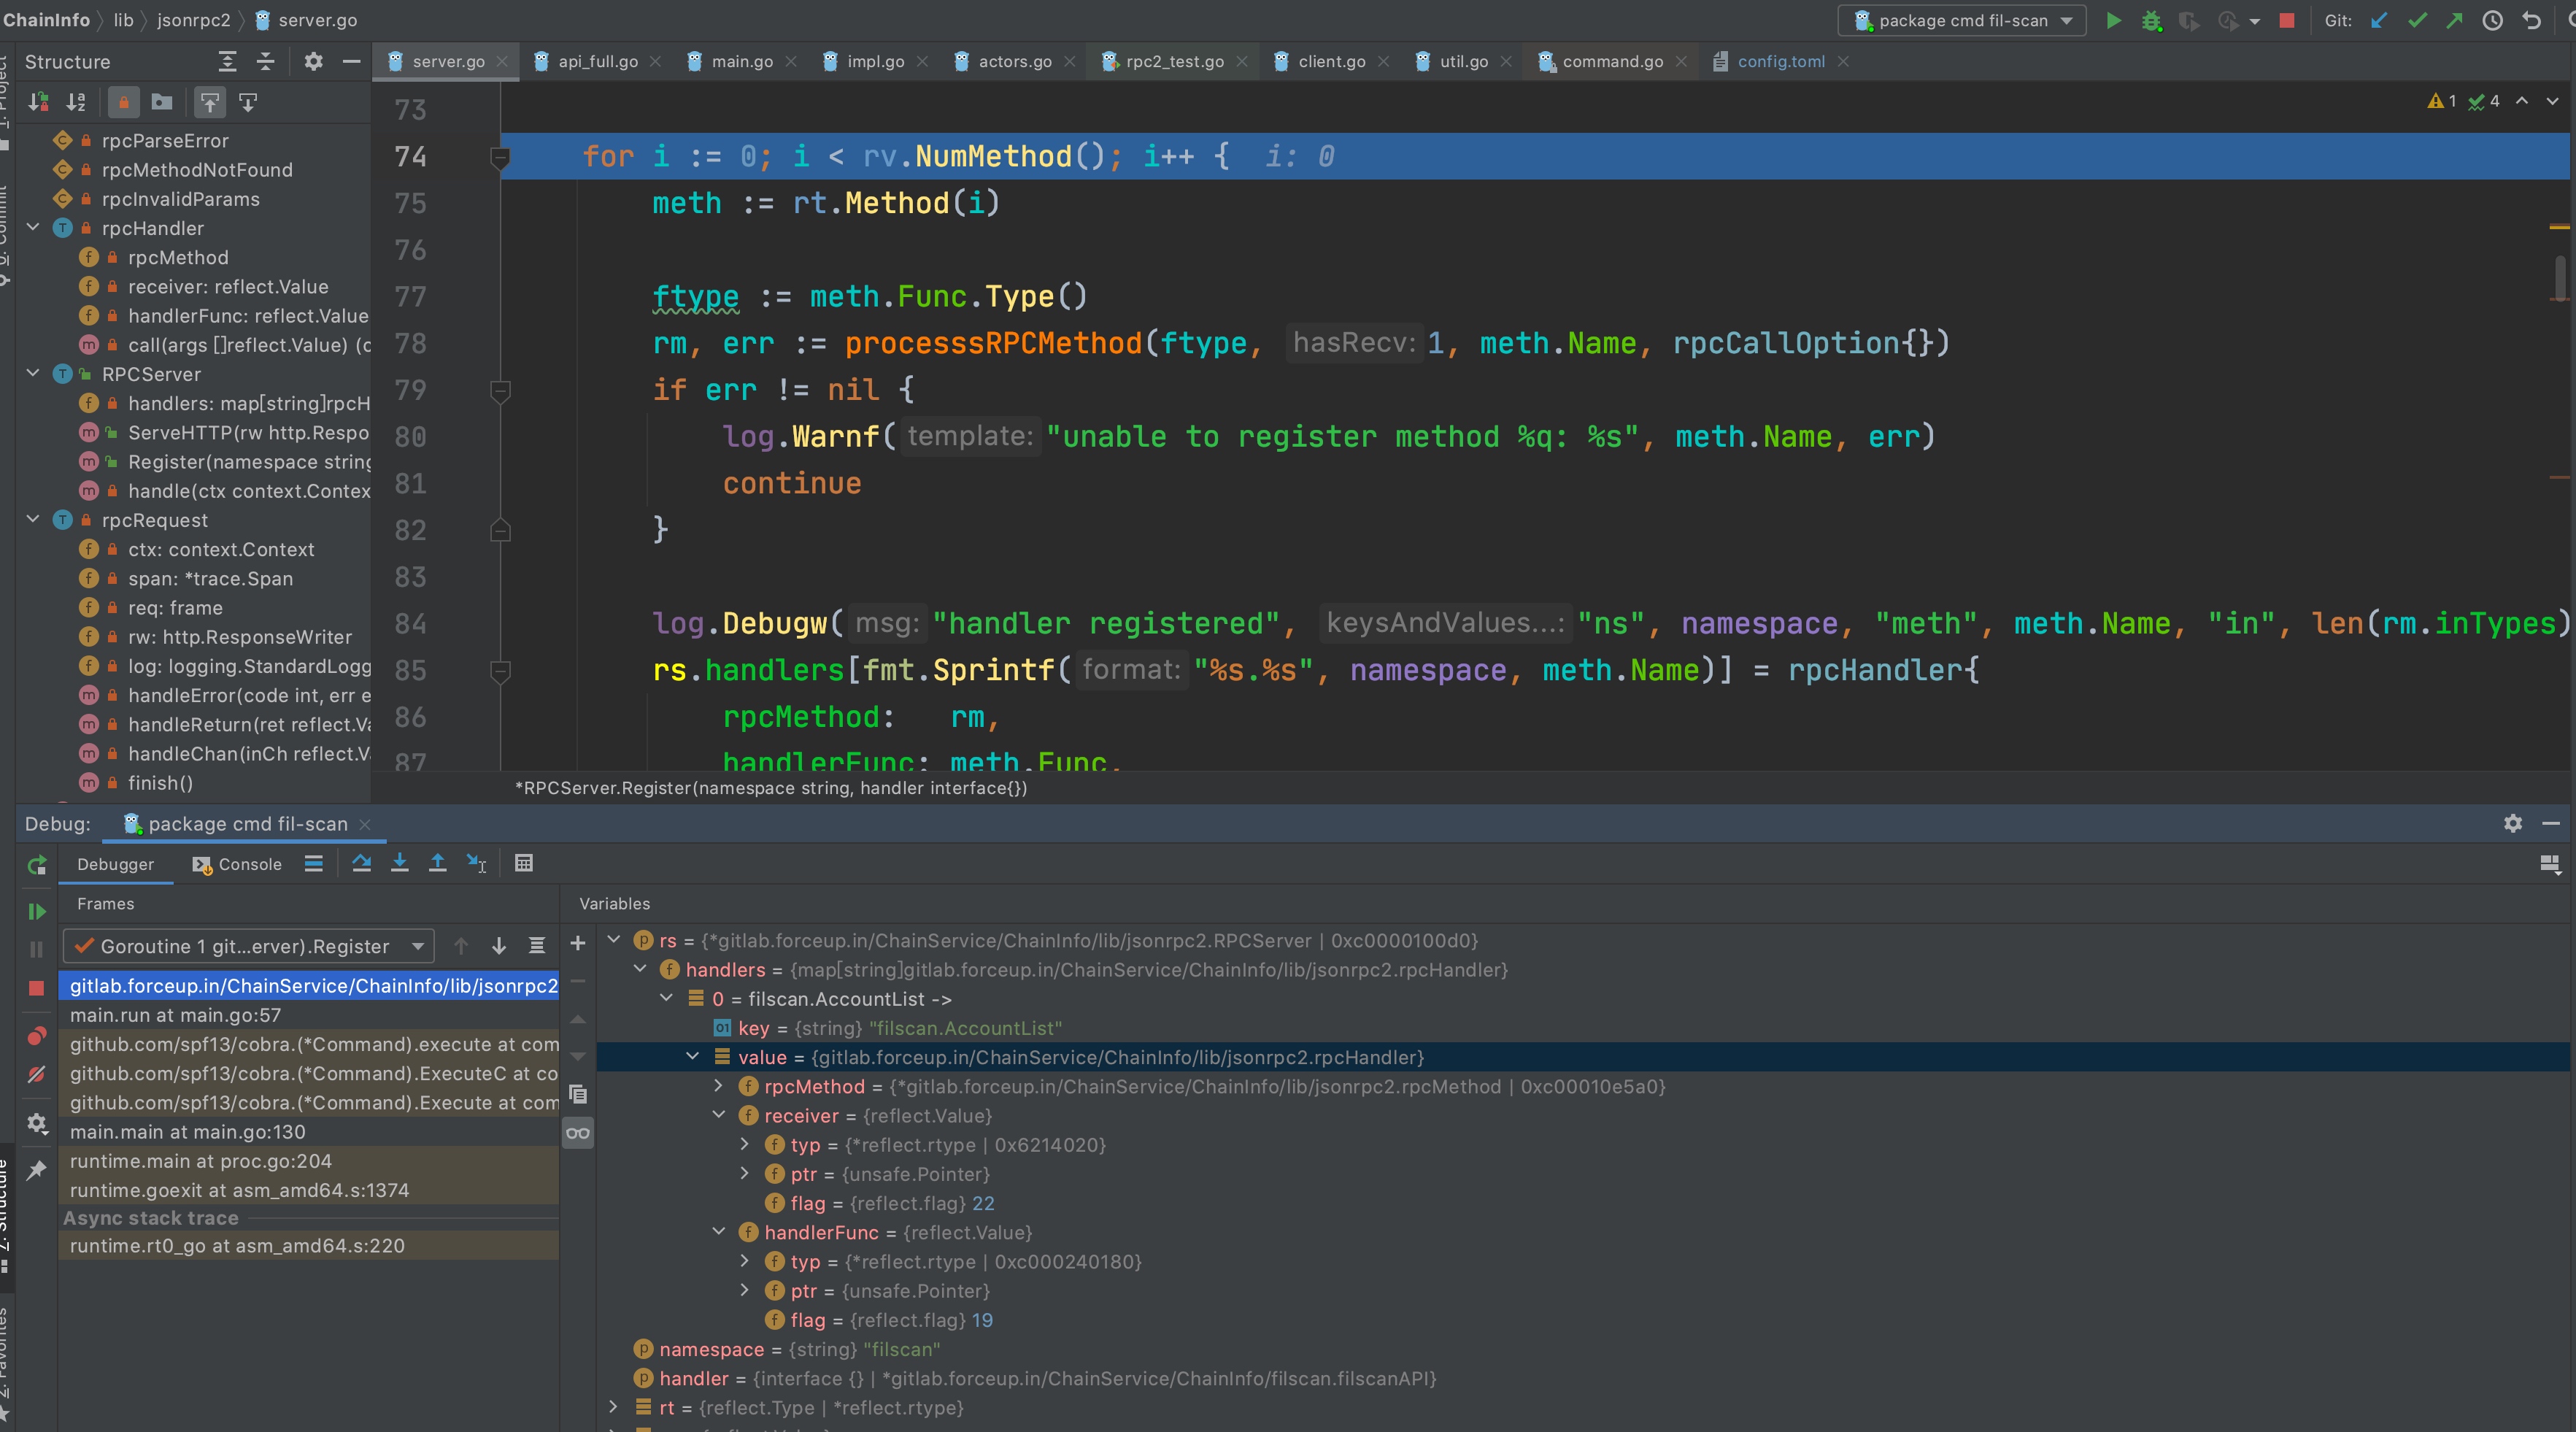 ChainInfo lib jsonrpc2 server.go
package cmd fil-scan Git:
Structure
server.go api_full.go main.go impl.go actors.go rpc2_test.go client.go util.go command.go config.toml
1 4
rpcParseError
rpcMethodNotFound
rpcInvalidParams
rpcHandler
rpcMethod
receiver: reflect.Value
handlerFunc: reflect.Value
call(args []reflect.Value) (c
RPCServer
handlers: map[string]rpcH
ServeHTTP(rw http.Respo
Register(namespace string
handle(ctx context.Contex
rpcRequest
ctx: context.Context
span: *trace.Span
req: frame
rw: http.ResponseWriter
log: logging.StandardLogg
handleError(code int, err e
handleReturn(ret reflect.Va
handleChan(inCh reflect.Va
finish()
73
74 for i := 0; i < rv.NumMethod(); i++ { i: 0
75 meth := rt.Method(i)
76
77 ftype := meth.Func.Type()
78 rm, err := processsRPCMethod(ftype, hasRecv: 1, meth.Name, rpcCallOption{})
79 if err != nil {
80 log.Warnf( template: "unable to register method %q: %s", meth.Name, err)
81 continue
82 }
83
84 log.Debugw( msg: "handler registered", keysAndValues...: "ns", namespace, "meth", meth.Name, "in", len(rm.inTypes)
85 rs.handlers[fmt.Sprintf( format: "%s.%s", namespace, meth.Name)] = rpcHandler{
86 rpcMethod: rm,
87 handlerFunc: meth.Func,
*RPCServer.Register(namespace string, handler interface{})
Debug: package cmd fil-scan
Debugger Console
Frames
Goroutine 1 git...erver).Register
gitlab.forceup.in/ChainService/ChainInfo/lib/jsonrpc2
main.run at main.go:57
github.com/spf13/cobra.(*Command).execute at com
github.com/spf13/cobra.(*Command).ExecuteC at co
github.com/spf13/cobra.(*Command).Execute at com
main.main at main.go:130
runtime.main at proc.go:204
runtime.goexit at asm_amd64.s:1374
Async stack trace
runtime.rt0_go at asm_amd64.s:220
Variables
rs = {*gitlab.forceup.in/ChainService/ChainInfo/lib/jsonrpc2.RPCServer | 0xc0000100d0}
handlers = {map[string]gitlab.forceup.in/ChainService/ChainInfo/lib/jsonrpc2.rpcHandler}
0 = filscan.AccountList ->
key = {string} "filscan.AccountList"
value = {gitlab.forceup.in/ChainService/ChainInfo/lib/jsonrpc2.rpcHandler}
rpcMethod = {*gitlab.forceup.in/ChainService/ChainInfo/lib/jsonrpc2.rpcMethod | 0xc00010e5a0}
receiver = {reflect.Value}
typ = {*reflect.rtype | 0x6214020}
ptr = {unsafe.Pointer}
flag = {reflect.flag} 22
handlerFunc = {reflect.Value}
typ = {*reflect.rtype | 0xc000240180}
ptr = {unsafe.Pointer}
flag = {reflect.flag} 19
namespace = {string} "filscan"
handler = {interface {} | *gitlab.forceup.in/ChainService/ChainInfo/filscan.filscanAPI}
rt = {reflect.Type | *reflect.rtype}